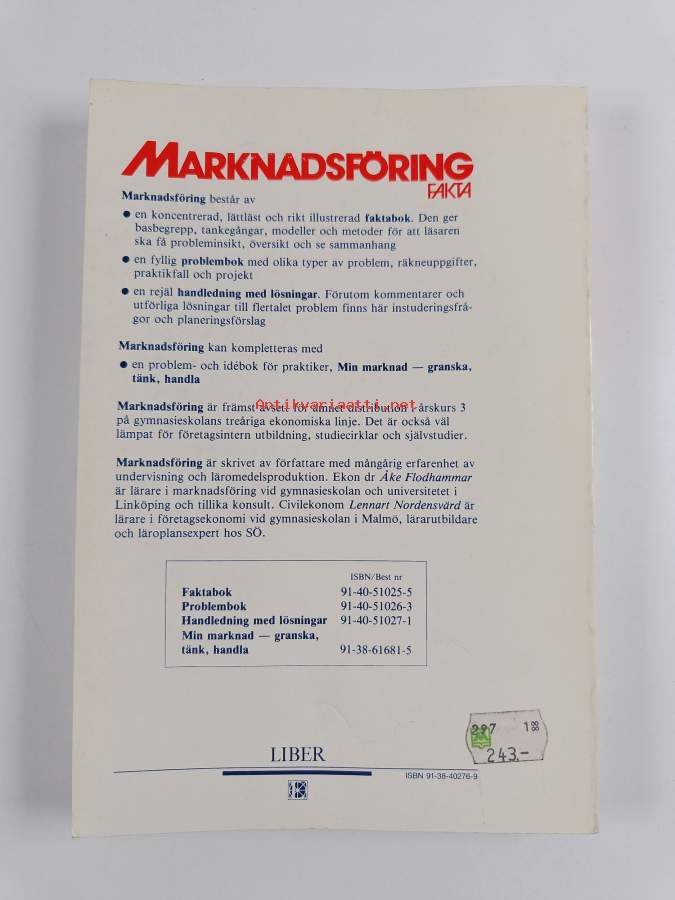 MARKNADSFÖRING
FAKTA
Marknadsföring består av
● en koncentrerad, lättläst och rikt illustrerad faktabok. Den ger
basbegrepp, tankegångar, modeller och metoder för att läsaren
ska få probleminsikt, översikt och se sammanhang
● en fyllig problembok med olika typer av problem, räkneuppgifter,
praktikfall och projekt
● en rejäl handledning med lösningar. Förutom kommentarer och
utförliga lösningar till flertalet problem finns här instuderingsfrå-
gor och planeringsförslag
Marknadsföring kan kompletteras med
● en problem- och idébok för praktiker, Min marknad — granska,
tänk, handla
Antikvariaatti.net
Marknadsföring är främst avsett för ämnet distribution i årskurs 3
på gymnasieskolans treåriga ekonomiska linje. Det är också väl
lämpat för företagsintern utbildning, studiecirklar och självstudier.
Marknadsföring är skrivet av författare med mångårig erfarenhet av
undervisning och läromedelsproduktion. Ekon dr Åke Flodhammar
är lärare i marknadsföring vid gymnasieskolan och universitetet i
Linköping och tillika konsult. Civilekonom Lennart Nordensvärd är
lärare i företagsekonomi vid gymnasieskolan i Malmö, lärarutbildare
och läroplansexpert hos SÖ.
ISBN/Best nr
Faktabok 91-40-51025-5
Problembok 91-40-51026-3
Handledning med lösningar 91-40-51027-1
Min marknad — granska,
tänk, handla 91-38-61681-5
297 188
243.-
LIBER
ISBN 91-38-40276-9